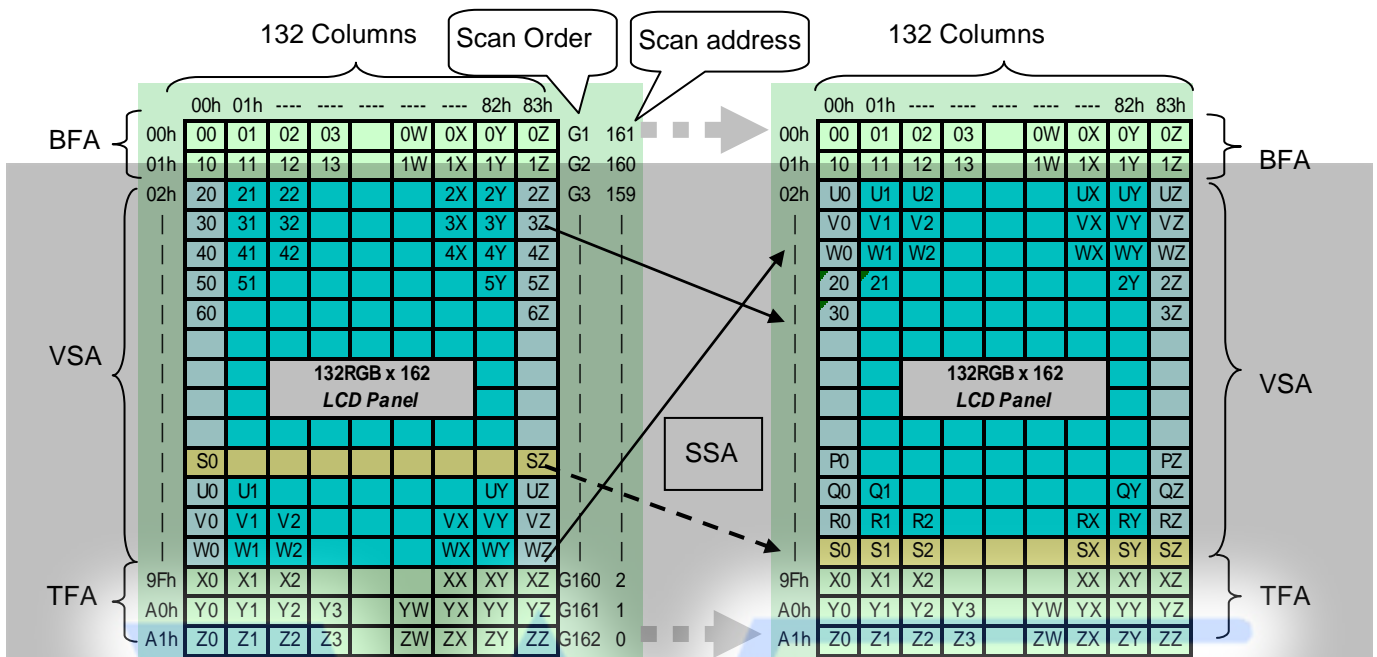 132 Columns Scan Order Scan address 132 Columns
00h 01h ---- ---- ---- ---- ---- 82h 83h 00h 01h ---- ---- ---- ---- ---- 82h 83h
BFA 00h 00 01 02 03 0W 0X 0Y 0Z G1 161 00h 00 01 02 03 0W 0X 0Y 0Z
01h 10 11 12 13 1W 1X 1Y 1Z G2 160 01h 10 11 12 13 1W 1X 1Y 1Z BFA
02h 20 21 22 2X 2Y 2Z G3 159 02h U0 U1 U2 UX UY UZ
30 31 32 3X 3Y 3Z V0 V1 V2 VX VY VZ
40 41 42 4X 4Y 4Z W0 W1 W2 WX WY WZ
50 51 5Y 5Z 20 21 2Y 2Z
60 6Z 30 3Z
VSA 132RGB x 162 132RGB x 162
LCD Panel LCD Panel VSA
S0 SZ SSA P0 PZ
U0 U1 UY UZ Q0 Q1 QY QZ
V0 V1 V2 VX VY VZ R0 R1 R2 RX RY RZ
W0 W1 W2 WX WY WZ S0 S1 S2 SX SY SZ
9Fh X0 X1 X2 XX XY XZ G160 2 9Fh X0 X1 X2 XX XY XZ
TFA A0h Y0 Y1 Y2 Y3 YW YX YY YZ G161 1 A0h Y0 Y1 Y2 Y3 YW YX YY YZ TFA
A1h Z0 Z1 Z2 Z3 ZW ZX ZY ZZ G162 0 A1h Z0 Z1 Z2 Z3 ZW ZX ZY ZZ